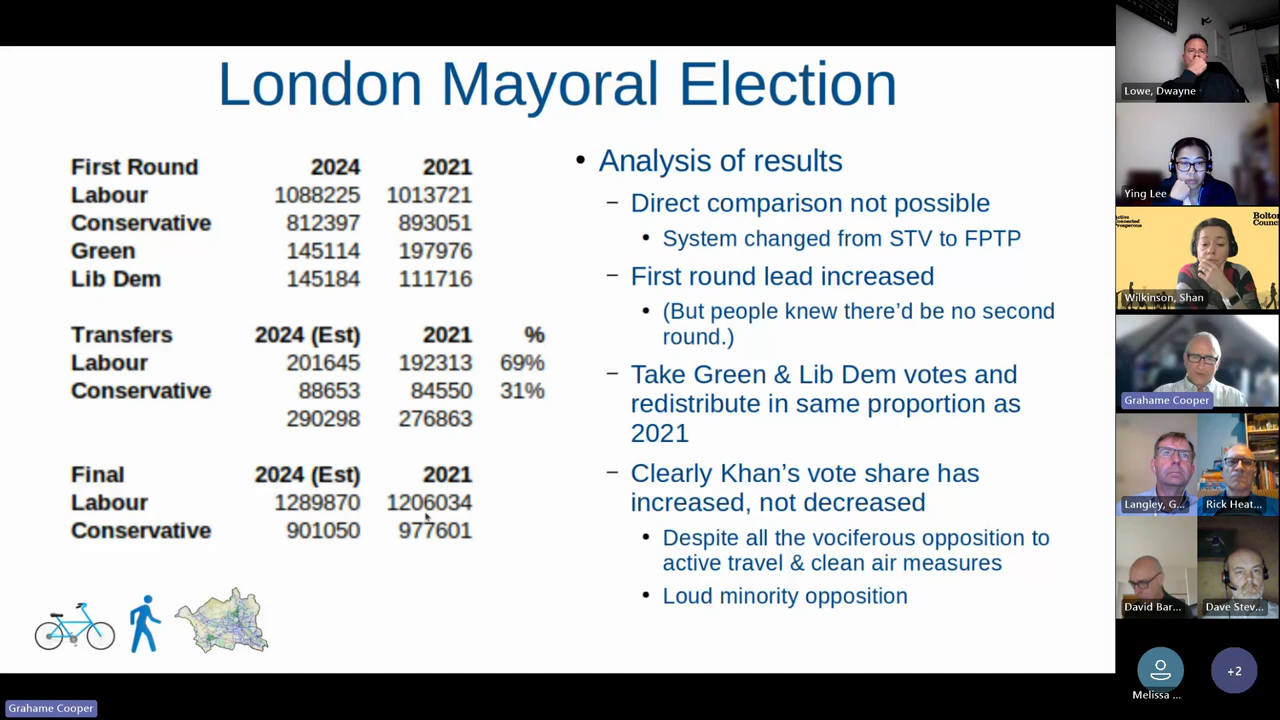 London Mayoral Election
First Round 2024 2021
Labour 1088225 1013721
Conservative 812397 893051
Green 145114 197976
Lib Dem 145184 111716
Transfers 2024 (Est) 2021 %
Labour 201645 192313 69%
Conservative 88653 84550 31%
290298 276863
Final 2024 (Est) 2021
Labour 1289870 1206034
Conservative 901050 977601
• Analysis of results
– Direct comparison not possible
• System changed from STV to FPTP
– First round lead increased
• (But people knew there’d be no second
round.)
– Take Green & Lib Dem votes and
redistribute in same proportion as
2021
– Clearly Khan’s vote share has
increased, not decreased
• Despite all the vociferous opposition to
active travel & clean air measures
• Loud minority opposition
Grahame Cooper
Lowe, Dwayne
Ying Lee
Bolton
Council
Wilkinson, Shan
Grahame Cooper
Langley, G...
Rick Heat...
David Bar...
Dave Stev...
Melissa ...
+2